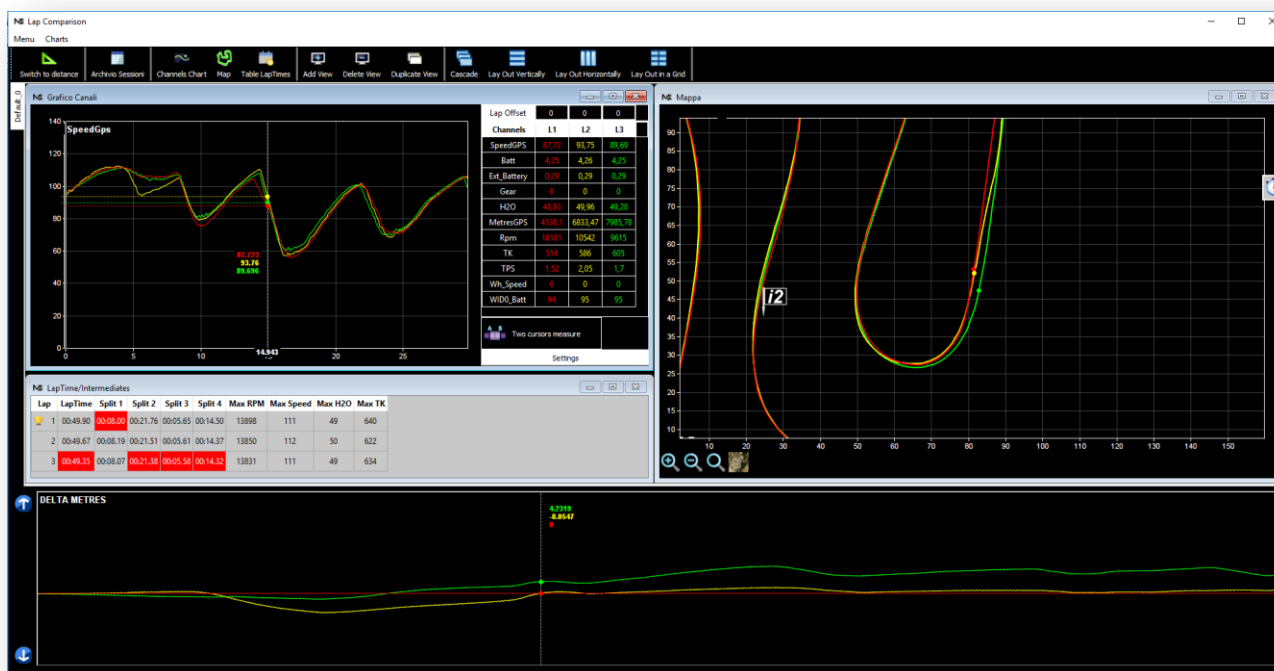 Lap Comparison
Menu Charts
Switch to distance Archivio Sessioni Channels Chart Map Table LapTimes Add View Delete View Duplicate View Cascade Lay Out Vertically Lay Out Horizontally Lay Out in a Grid
Default_0
Grafico Canali
SpeedGps
140
120
100
80
60
40
20
0
0 5 10 20 25
87.723
93.76
89.696
14.943
Lap Offset 0 0 0
Channels L1 L2 L3
SpeedGPS 87,72 93,75 89,69
Batt 4,25 4,26 4,25
Ext_Battery 0,29 0,29 0,29
Gear 0 0 0
H2O 48,83 49,96 49,28
MetresGPS 4538,1 6833,47 7985,78
Rpm 10181 10542 9615
TK 514 586 605
TPS 1,52 2,05 1,7
Wh_Speed 0 0 0
WID0_Batt 94 95 95
A B
Two cursors measure
Settings
Mappa
90
85
80
75
70
65
60
55
50
45
40
35
30
25
20
15
10
i2
10 20 30 40 50 60 70 80 90 100 110 120 130 140 150
LapTime/Intermediates
Lap LapTime Split 1 Split 2 Split 3 Split 4 Max RPM Max Speed Max H2O Max TK
1 00:49.90 00:08.00 00:21.76 00:05.65 00:14.50 13898 111 49 640
2 00:49.67 00:08.19 00:21.51 00:05.61 00:14.37 13850 112 50 622
3 00:49.35 00:08.07 00:21.38 00:05.58 00:14.32 13831 111 49 634
DELTA METRES
4.2319
-0.0547
0